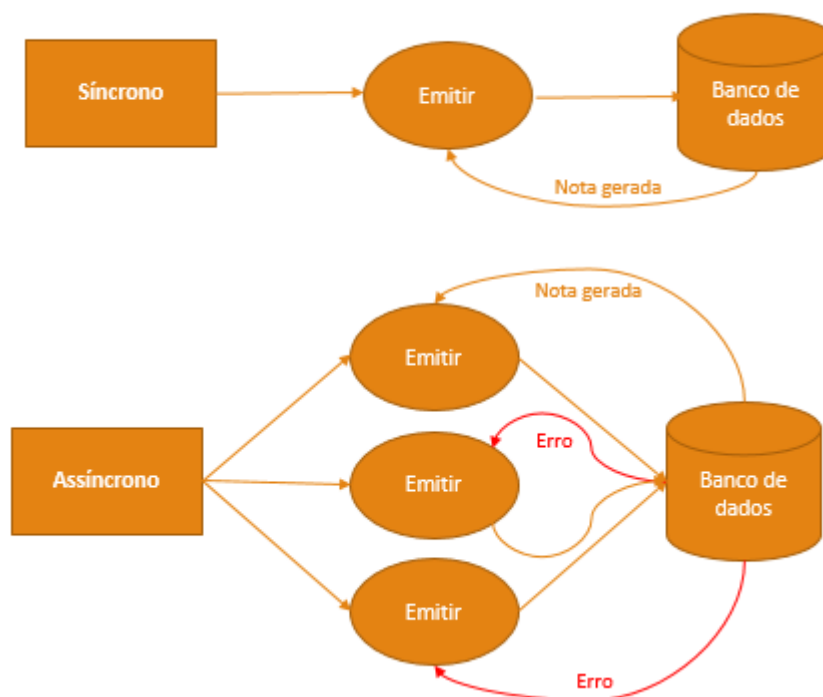 Síncrono
Emitir
Banco de
dados
Nota gerada
Nota gerada
Emitir
Erro
Assíncrono
Emitir
Banco de
dados
Emitir
Erro